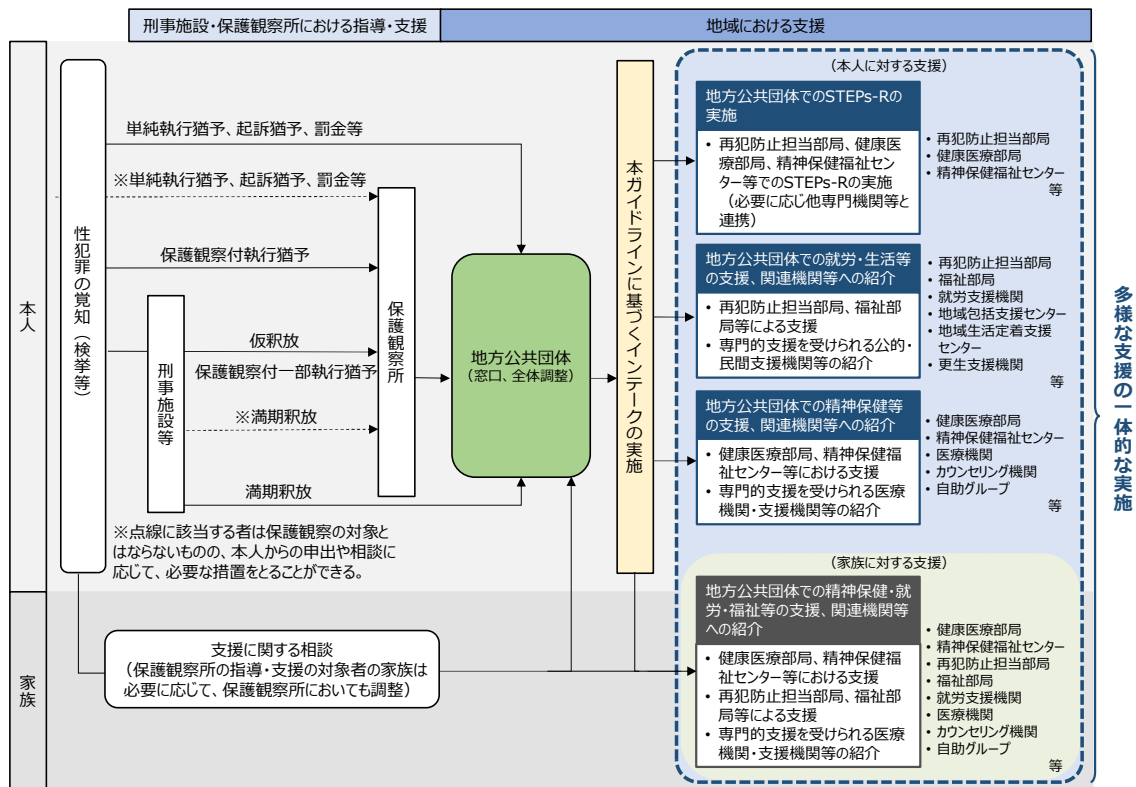 刑事施設・保護観察所における指導・支援
地域における支援
本人
家族
性犯罪の覚知（検挙等）
単純執行猶予、起訴猶予、罰金等
※単純執行猶予、起訴猶予、罰金等
保護観察付執行猶予
刑事施設等
仮釈放
保護観察付一部執行猶予
※満期釈放
満期釈放
保護観察所
※点線に該当する者は保護観察の対象と
はならないものの、本人からの申出や相談に
応じて、必要な措置をとることができる。
地方公共団体
（窓口、全体調整）
本ガイドラインに基づくインテークの実施
支援に関する相談
（保護観察所の指導・支援の対象者の家族は
必要に応じて、保護観察所においても調整）
（本人に対する支援）
地方公共団体でのSTEPs-Rの
実施
• 再犯防止担当部局、健康医
療部局、精神保健福祉セン
ター等でのSTEPs-Rの実施
（必要に応じ他専門機関等と
連携）
• 再犯防止担当部局
• 健康医療部局
• 精神保健福祉センター
等
地方公共団体での就労・生活等
の支援、関連機関等への紹介
• 再犯防止担当部局、福祉部
局等による支援
• 専門的支援を受けられる公的・
民間支援機関等の紹介
• 再犯防止担当部局
• 福祉部局
• 就労支援機関
• 地域包括支援センター
• 地域生活定着支援
センター
• 更生支援機関
等
地方公共団体での精神保健等
の支援、関連機関等への紹介
• 健康医療部局、精神保健福
祉センター等における支援
• 専門的支援を受けられる医療
機関・支援機関等の紹介
• 健康医療部局
• 精神保健福祉センター
• 医療機関
• カウンセリング機関
• 自助グループ
等
（家族に対する支援）
地方公共団体での精神保健・就
労・福祉等の支援、関連機関等
への紹介
• 健康医療部局、精神保健福
祉センター等における支援
• 再犯防止担当部局、福祉部
局等による支援
• 専門的支援を受けられる医療
機関・支援機関等の紹介
• 健康医療部局
• 精神保健福祉センター
• 再犯防止担当部局
• 福祉部局
• 就労支援機関
• 医療機関
• カウンセリング機関
• 自助グループ
等
多様な支援の一体的な実施